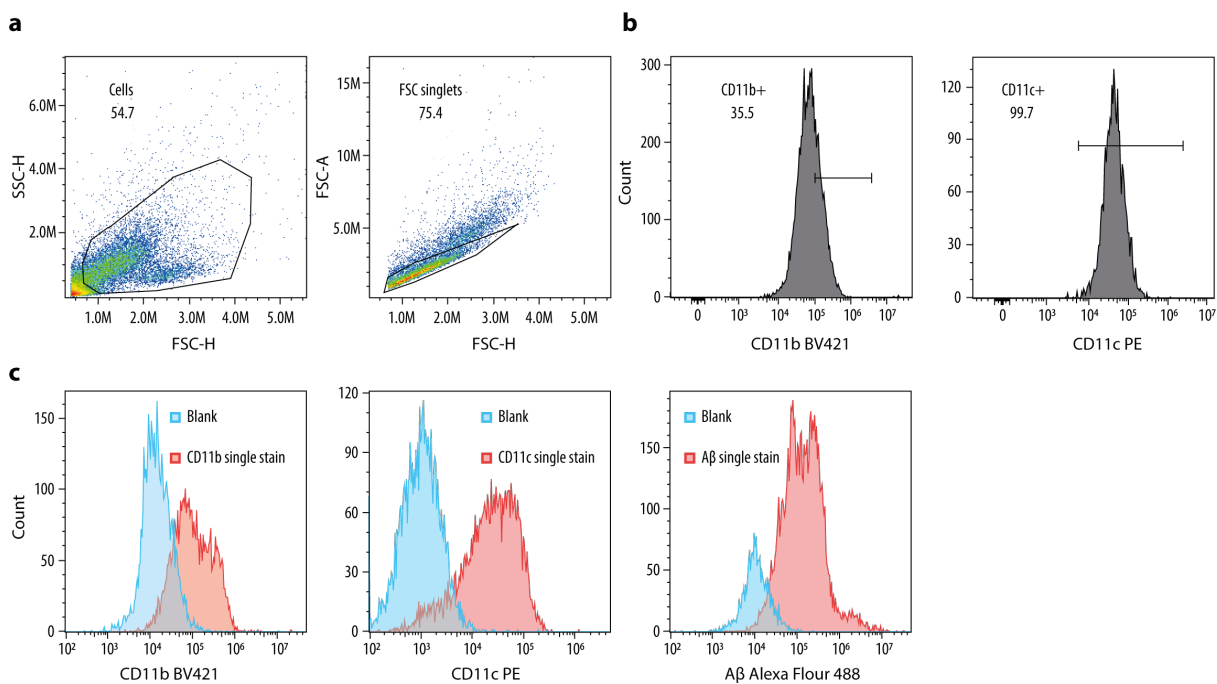 a
Cells
54.7
SSC-H
6.0M
4.0M
2.0M
1.0M 2.0M 3.0M 4.0M 5.0M
FSC-H
FSC singlets
75.4
FSC-A
15M
10M
5.0M
1.0M 2.0M 3.0M 4.0M 5.0M
FSC-H
b
CD11b+
35.5
Count
300
200
100
0
0 10³ 10⁴ 10⁵ 10⁶ 10⁷
CD11b BV421
CD11c+
99.7
120
90
60
30
0
0 10³ 10⁴ 10⁵ 10⁶ 10⁷
CD11c PE
c
Blank
CD11b single stain
Count
150
100
50
0
10² 10³ 10⁴ 10⁵ 10⁶ 10⁷
CD11b BV421
Blank
CD11c single stain
120
90
60
30
0
10² 10³ 10⁴ 10⁵ 10⁶
CD11c PE
Blank
Aβ single stain
150
100
50
0
10² 10³ 10⁴ 10⁵ 10⁶ 10⁷
Aβ Alexa Flour 488